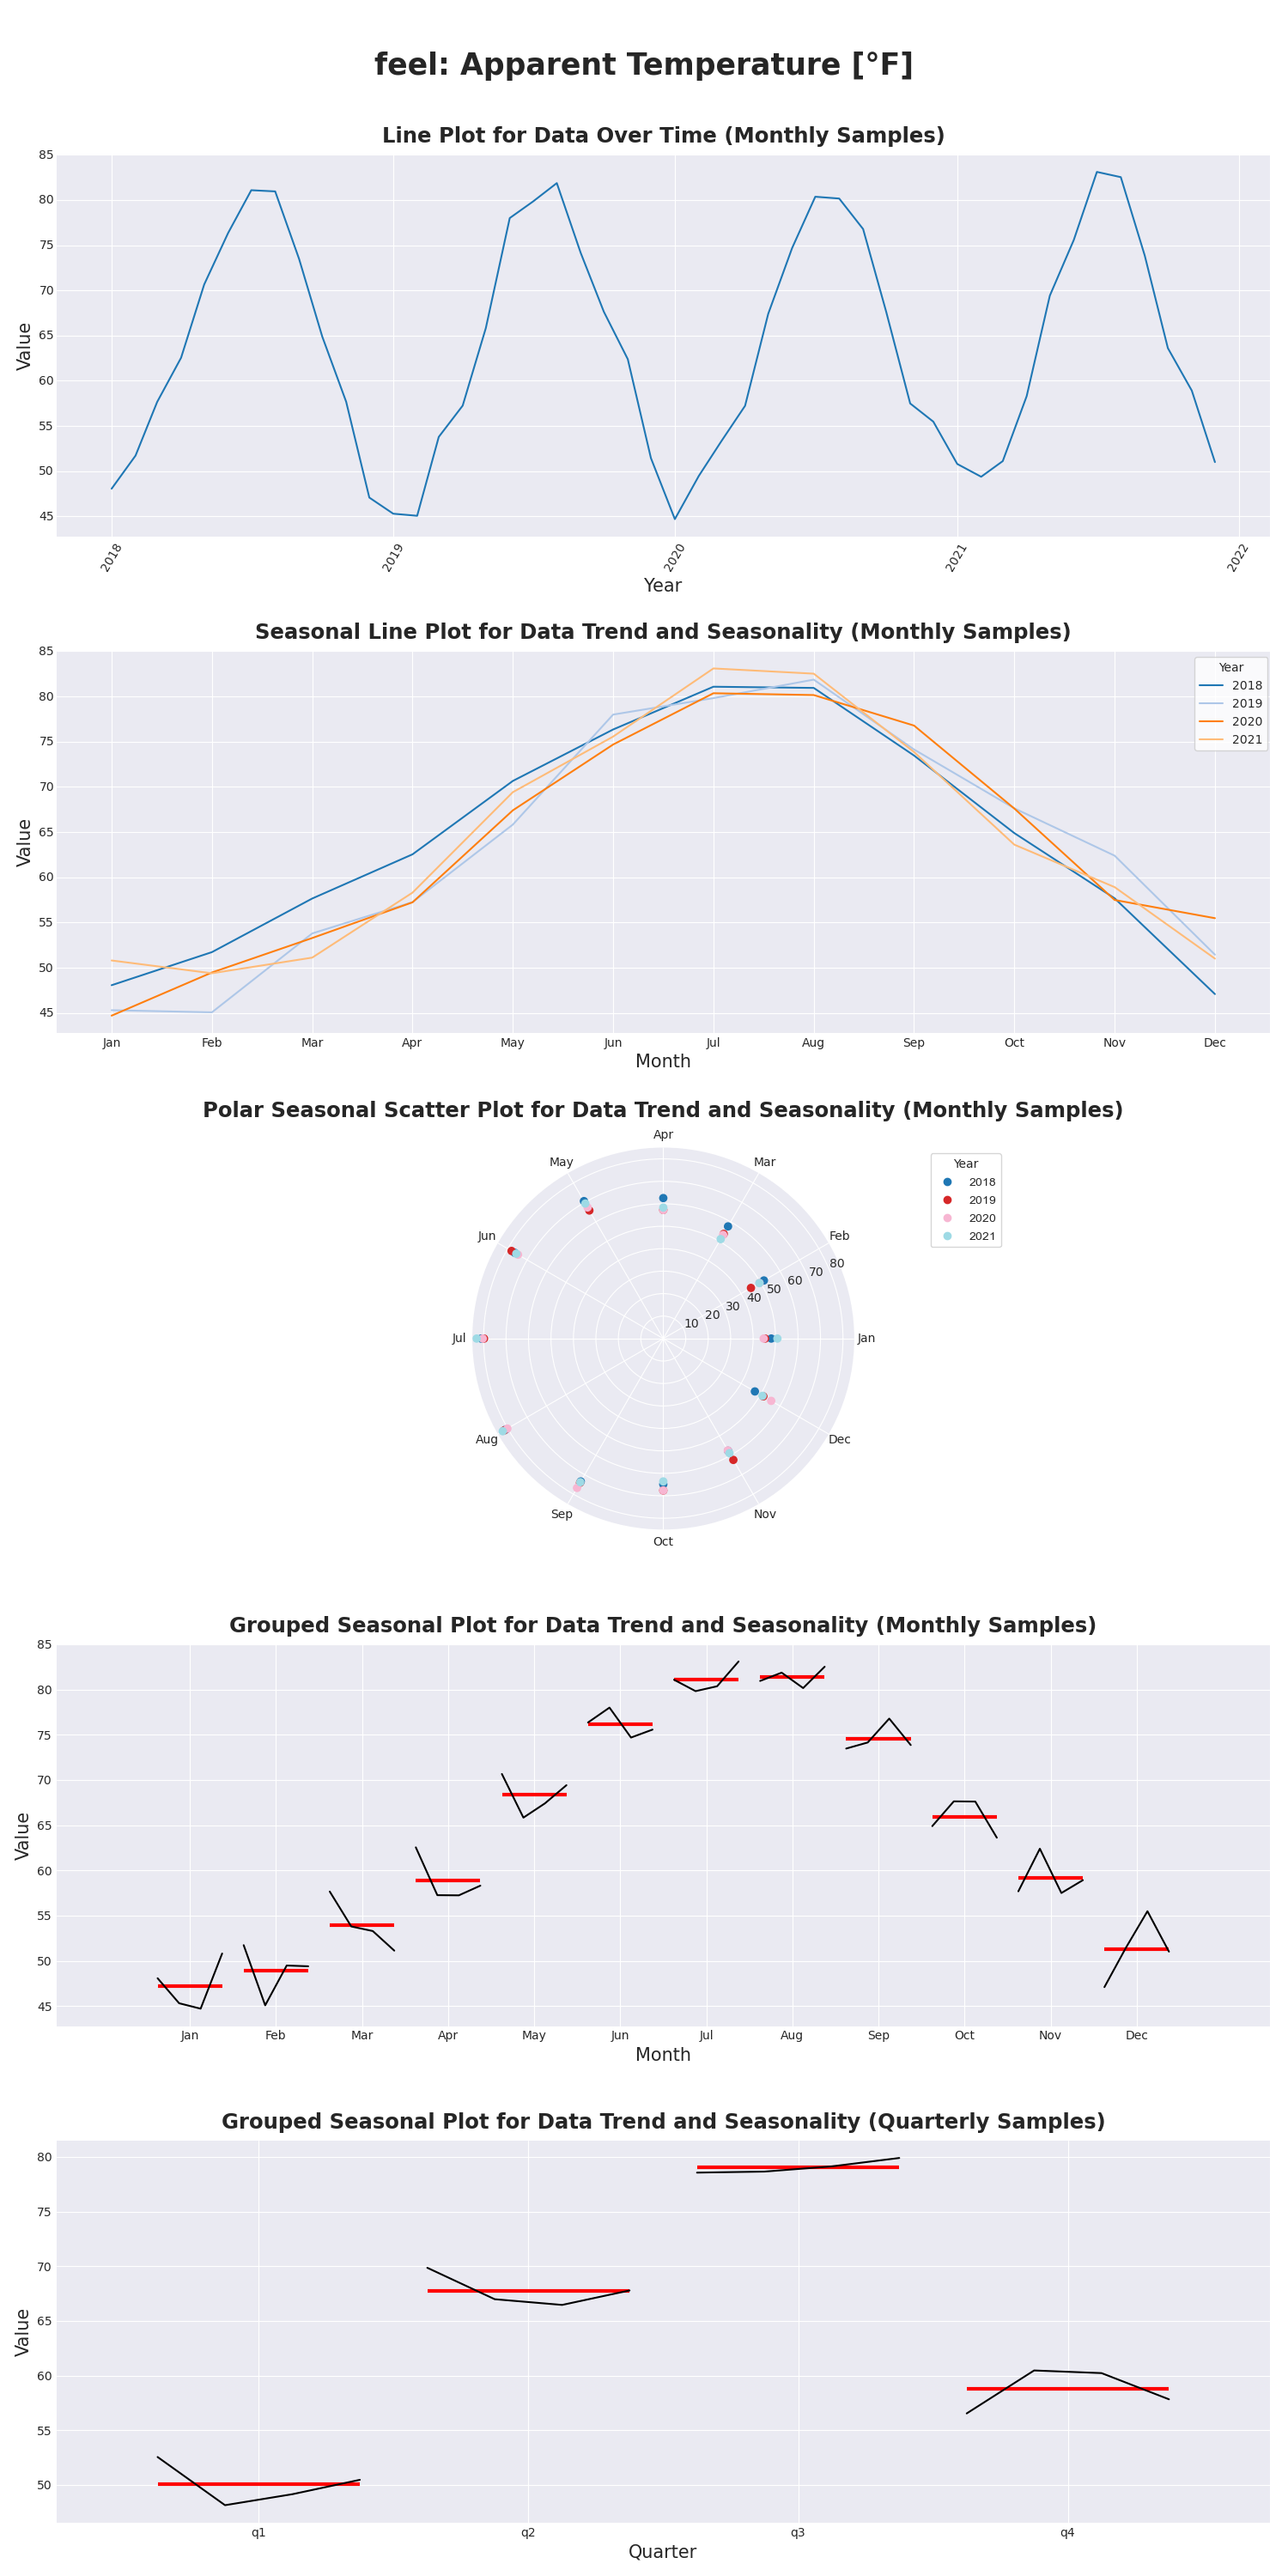 feel: Apparent Temperature [°F]
Line Plot for Data Over Time (Monthly Samples)
85
80
75
70
65
60
55
50
45
Value
2018
2019
2020
2021
2022
Year
Seasonal Line Plot for Data Trend and Seasonality (Monthly Samples)
85
80
75
70
65
60
55
50
45
Value
Year
2018
2019
2020
2021
Jan Feb Mar Apr May Jun Jul Aug Sep Oct Nov Dec
Month
Polar Seasonal Scatter Plot for Data Trend and Seasonality (Monthly Samples)
Jan
Feb
Mar
Apr
May
Jun
Jul
Aug
Sep
Oct
Nov
Dec
10
20
30
40
50
60
70
80
Year
2018
2019
2020
2021
Grouped Seasonal Plot for Data Trend and Seasonality (Monthly Samples)
85
80
75
70
65
60
55
50
45
Value
Jan Feb Mar Apr May Jun Jul Aug Sep Oct Nov Dec
Month
Grouped Seasonal Plot for Data Trend and Seasonality (Quarterly Samples)
80
75
70
65
60
55
50
Value
q1 q2 q3 q4
Quarter